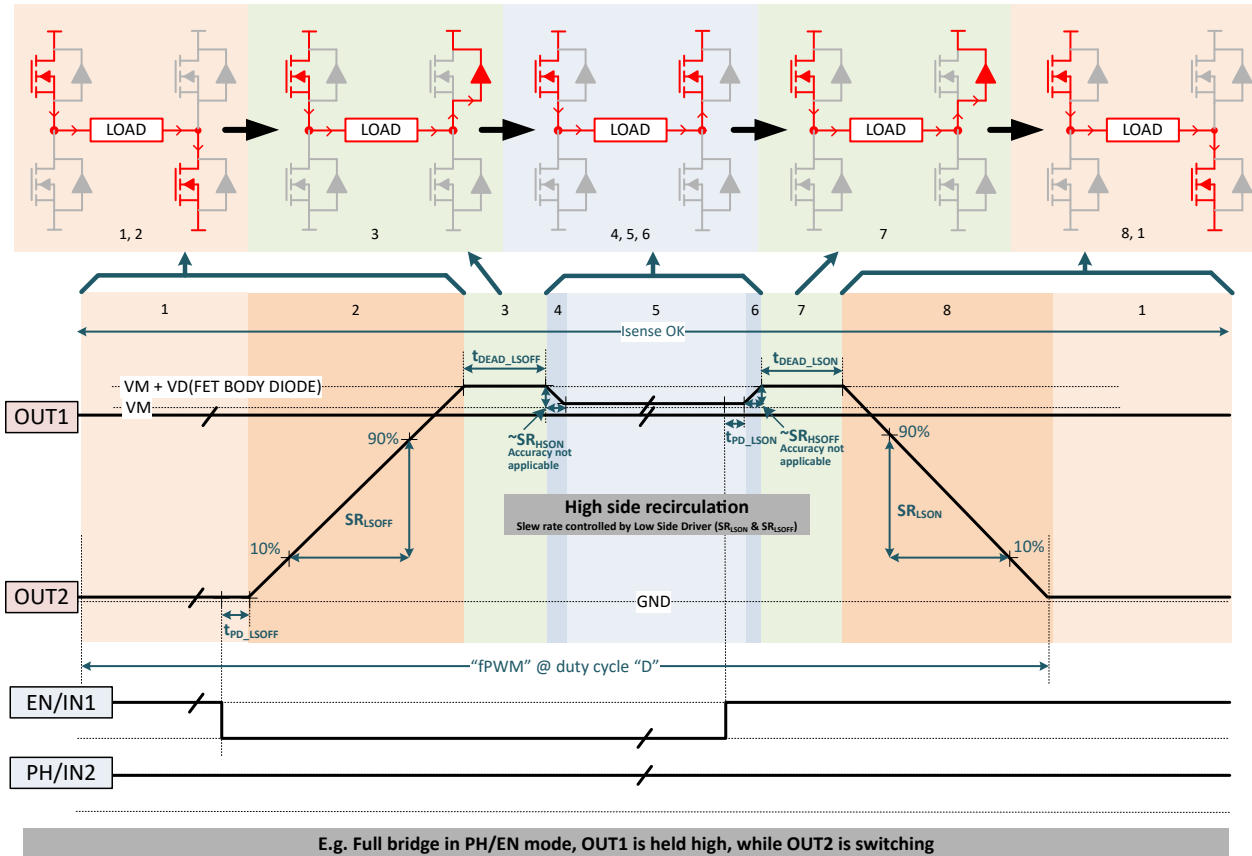 LOAD
LOAD
LOAD
LOAD
LOAD
1, 2
3
4, 5, 6
7
8, 1
1
2
3
4
5
6
7
8
1
Isense OK
tDEAD_LSOFF
tDEAD_LSON
VM + VD(FET BODY DIODE)
VM
OUT1
~SRHSON
Accuracy not
applicable
tPD_LSON
~SRHSOFF
Accuracy not
applicable
90%
90%
SRLSOFF
High side recirculation
Slew rate controlled by Low Side Driver (SRLSON & SRLSOFF)
SRLSON
10%
10%
OUT2
GND
tPD_LSOFF
“fPWM” @ duty cycle “D”
EN/IN1
PH/IN2
E.g. Full bridge in PH/EN mode, OUT1 is held high, while OUT2 is switching